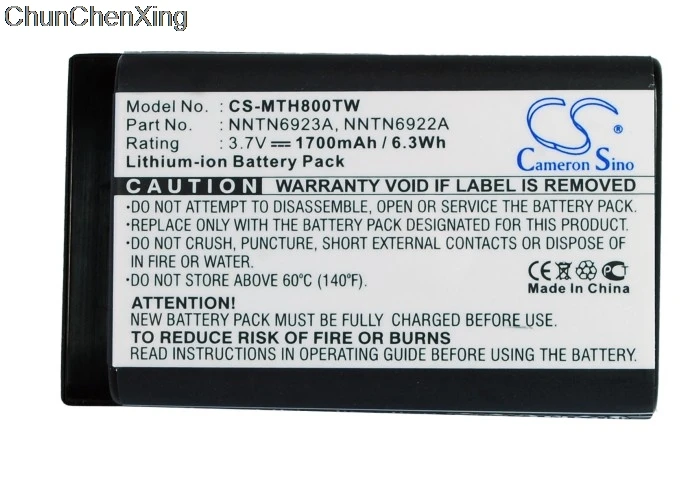 ChunChenXing
Model No. : CS-MTH800TW
Part No. : NNTN6923A, NNTN6922A
Rating : 3.7V ⎓ 1700mAh / 6.3Wh
Lithium-ion Battery Pack
CS
Cameron Sino
CAUTION WARRANTY VOID IF LABEL IS REMOVED
·DO NOT ATTEMPT TO DISASSEMBLE, OPEN OR SERVICE THE BATTERY PACK.
·REPLACE ONLY WITH THE BATTERY PACK DESIGNATED FOR THIS PRODUCT.
·DO NOT CRUSH, PUNCTURE, SHORT EXTERNAL CONTACTS OR DISPOSE OF
IN FIRE OR WATER.
·DO NOT STORE ABOVE 60°C (140°F).
CE
Made In China
ATTENTION!
NEW BATTERY PACK MUST BE FULLY CHARGED BEFORE USE.
TO REDUCE RISK OF FIRE OR BURNS
READ INSTRUCTIONS IN OPERATING GUIDE BEFORE BATTERY USE.